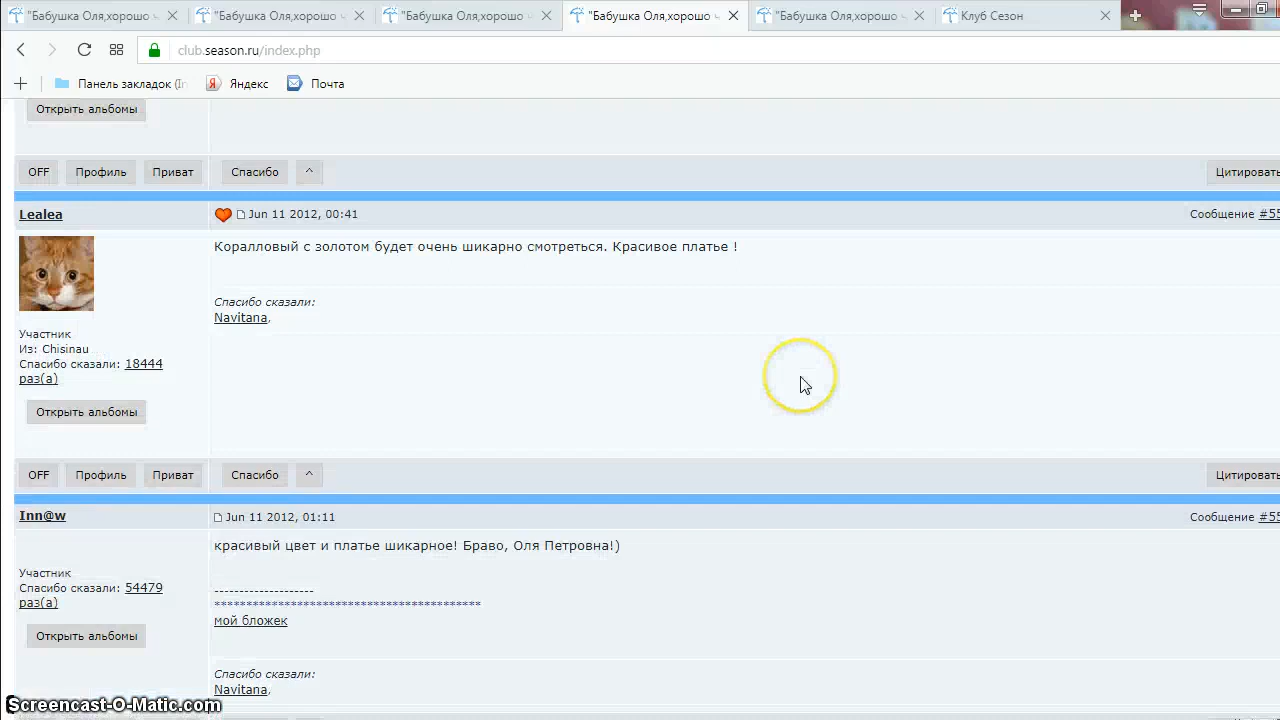 "Бабушка Оля,хорошо "Бабушка Оля,хорошо "Бабушка Оля,хорошо "Бабушка Оля,хорошо "Бабушка Оля,хорошо Клуб Сезон
club.season.ru/index.php
Панель закладок (In Яндекс Почта
Открыть альбомы
OFF Профиль Приват Спасибо ^ Цитировать
Lealea Jun 11 2012, 00:41 Сообщение #55
Коралловый с золотом будет очень шикарно смотреться. Красивое платье !
Спасибо сказали:
Navitana,
Участник
Из: Chisinau
Спасибо сказали: 18444
раз(а)
Открыть альбомы
OFF Профиль Приват Спасибо ^ Цитировать
Inn@w Jun 11 2012, 01:11 Сообщение #55
красивый цвет и платье шикарное! Браво, Оля Петровна!)
Участник
Спасибо сказали: 54479
раз(а)
--------------------
******************************************
мой бложек
Открыть альбомы
Спасибо сказали:
Navitana,
Screencast-O-Matic.com